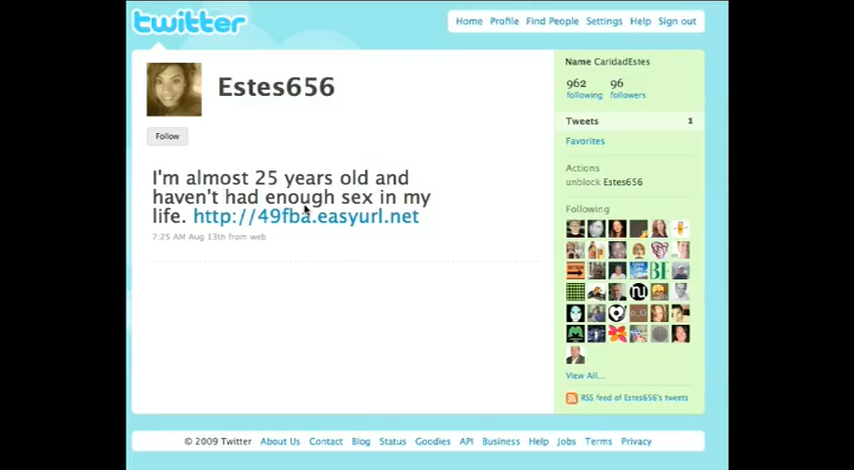 twitter
Home Profile Find People Settings Help Sign out
Estes656
Follow
I'm almost 25 years old and
haven't had enough sex in my
life. http://49fba.easyurl.net
7:25 AM Aug 13th from web
Name CaridadEstes
962 96
following followers
Tweets 1
Favorites
Actions
unblock Estes656
Following
View All...
RSS feed of Estes656's tweets
© 2009 Twitter About Us Contact Blog Status Goodies API Business Help Jobs Terms Privacy